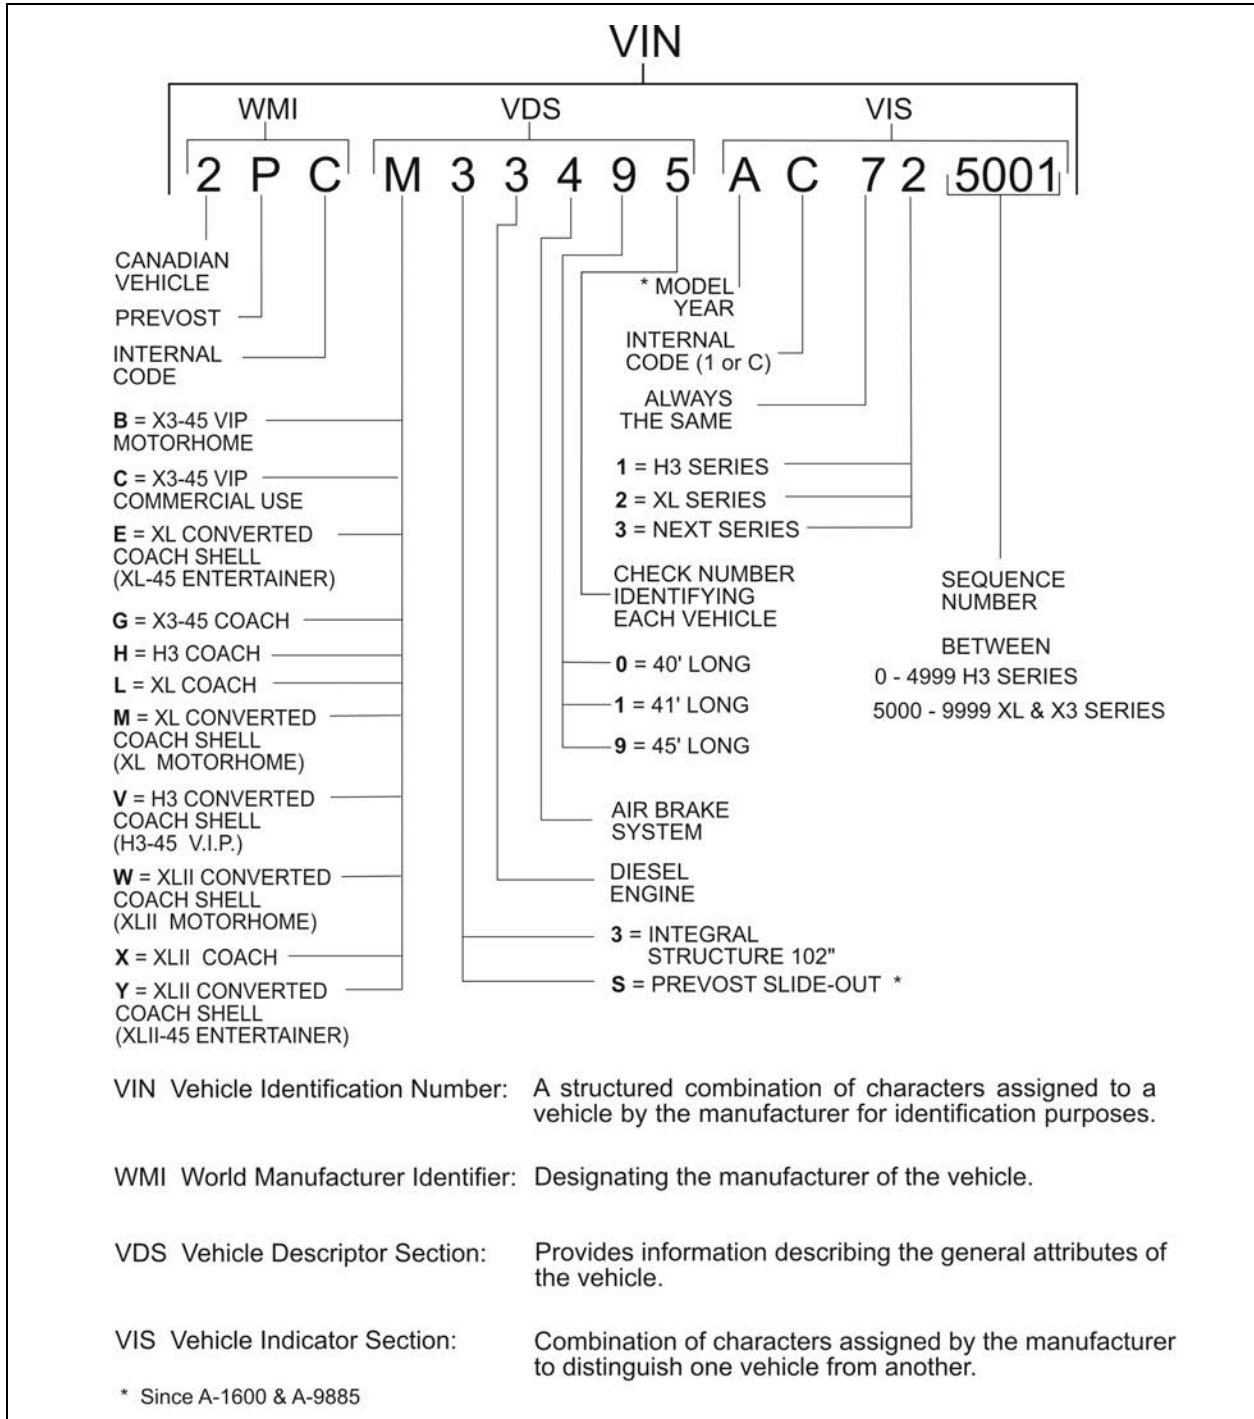 VIN
WMI VDS VIS
2 P C M 3 3 4 9 5 A C 7 2 5001
CANADIAN
VEHICLE
PREVOST
INTERNAL
CODE
B = X3-45 VIP
MOTORHOME
C = X3-45 VIP
COMMERCIAL USE
E = XL CONVERTED
COACH SHELL
(XL-45 ENTERTAINER)
G = X3-45 COACH
H = H3 COACH
L = XL COACH
M = XL CONVERTED
COACH SHELL
(XL MOTORHOME)
V = H3 CONVERTED
COACH SHELL
(H3-45 V.I.P.)
W = XLII CONVERTED
COACH SHELL
(XLII MOTORHOME)
X = XLII COACH
Y = XLII CONVERTED
COACH SHELL
(XLII-45 ENTERTAINER)
* MODEL
YEAR
INTERNAL
CODE (1 or C)
ALWAYS
THE SAME
1 = H3 SERIES
2 = XL SERIES
3 = NEXT SERIES
CHECK NUMBER
IDENTIFYING
EACH VEHICLE
0 = 40' LONG
1 = 41' LONG
9 = 45' LONG
AIR BRAKE
SYSTEM
DIESEL
ENGINE
3 = INTEGRAL
STRUCTURE 102"
S = PREVOST SLIDE-OUT *
SEQUENCE
NUMBER
BETWEEN
0 - 4999 H3 SERIES
5000 - 9999 XL & X3 SERIES
VIN Vehicle Identification Number: A structured combination of characters assigned to a
vehicle by the manufacturer for identification purposes.
WMI World Manufacturer Identifier: Designating the manufacturer of the vehicle.
VDS Vehicle Descriptor Section: Provides information describing the general attributes of
the vehicle.
VIS Vehicle Indicator Section: Combination of characters assigned by the manufacturer
to distinguish one vehicle from another.
* Since A-1600 & A-9885